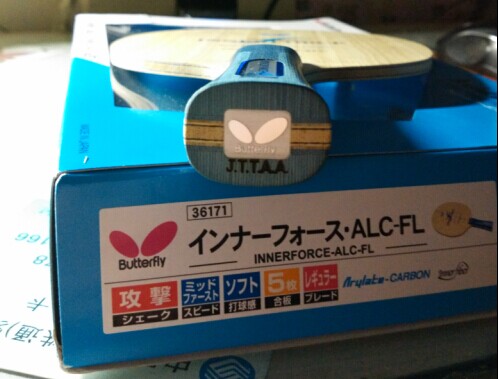 Butterfly
J.T.T.A.A
36171
Butterfly
インナーフォース・ALC-FL
INNERFORCE-ALC-FL
攻撃
シェーク
ミッド
ファースト
スピード
ソフト
打球感
5枚
合板
レギュラー
ブレード
Arylate-CARBON